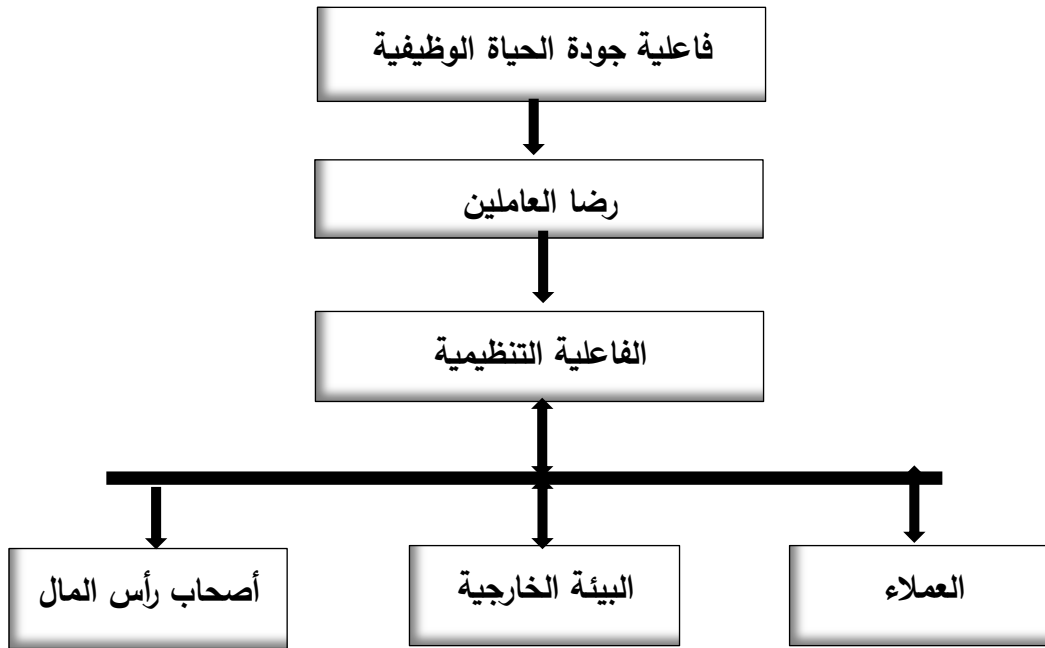 فاعلية جودة الحياة الوظيفية
رضا العاملين
الفاعلية التنظيمية
العملاء
البيئة الخارجية
أصحاب رأس المال